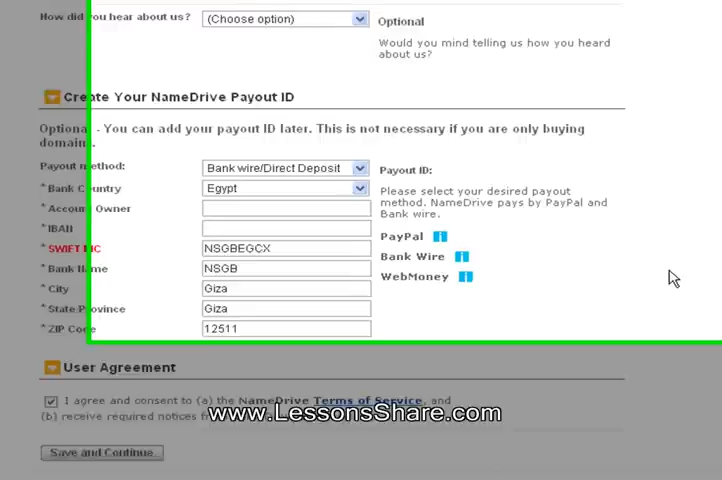 How did you hear about us?
(Choose option)
Optional
Would you mind telling us how you heard
about us?
Create Your NameDrive Payout ID
Optional - You can add your payout ID later. This is not necessary if you are only buying
domains.
Payout method:
Bank wire/Direct Deposit
Payout ID:
* Bank Country
Egypt
Please select your desired payout
method. NameDrive pays by PayPal and
Bank wire.
* Account Owner
* IBAN
PayPal
* SWIFT BIC
NSGBEGCX
Bank Wire
* Bank Name
NSGB
WebMoney
* City
Giza
* State Province
Giza
* ZIP Code
12511
User Agreement
I agree and consent to (a) the NameDrive Terms of Service, and
(b) receive required notices
www.LessonsShare.com
Save and Continue